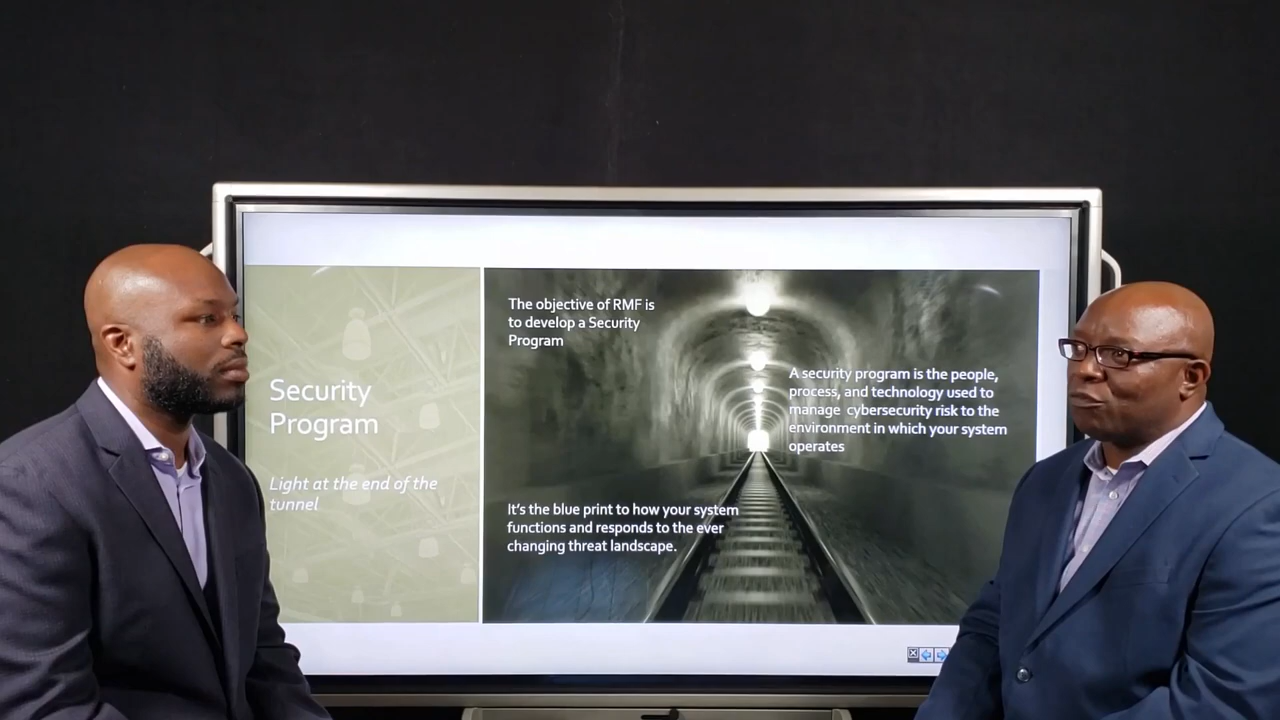 Security
Program
Light at the end of the
tunnel
The objective of RMF is
to develop a Security
Program
A security program is the people,
process, and technology used to
manage cybersecurity risk to the
environment in which your system
operates
It's the blue print to how your system
functions and responds to the ever
changing threat landscape.